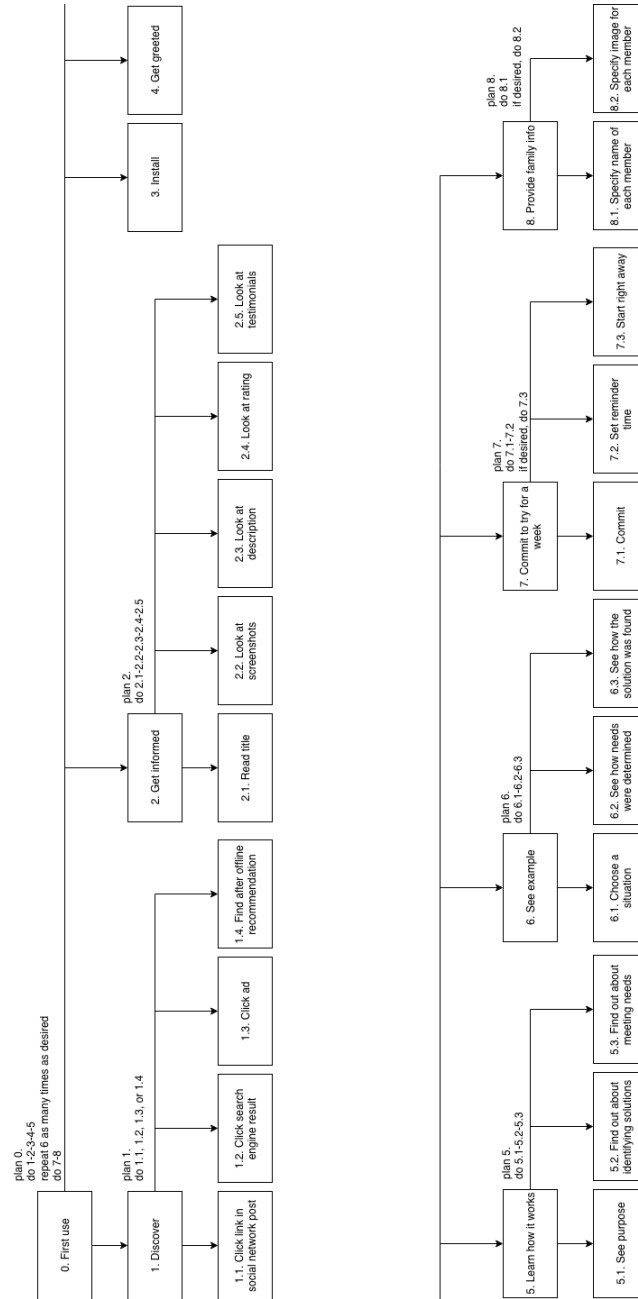 plan 0.
do 1-2-3-4-5
repeat 6 as many times as desired
do 7-8
0. First use
plan 1.
do 1.1, 1.2, 1.3, or 1.4
1. Discover
1.1. Click link in
social network post
1.2. Click search
engine result
1.3. Click ad
1.4. Find after offline
recommendation
plan 2.
do 2.1-2.2-2.3-2.4-2.5
2. Get informed
2.1. Read title
2.2. Look at
screenshots
2.3. Look at
description
2.4. Look at rating
2.5. Look at
testimonials
3. Install
4. Get greeted
plan 5.
do 5.1-5.2-5.3
5. Learn how it works
5.1. See purpose
5.2. Find out about
identifying solutions
5.3. Find out about
meeting needs
plan 6.
do 6.1-6.2-6.3
6. See example
6.1. Choose a
situation
6.2. See how needs
were determined
6.3. See how the
solution was found
plan 7.
do 7.1-7.2
if desired, do 7.3
7. Commit to try for a
week
7.1. Commit
7.2. Set reminder
time
7.3. Start right away
plan 8.
do 8.1
if desired, do 8.2
8. Provide family info
8.1. Specify name of
each member
8.2. Specify image for
each member